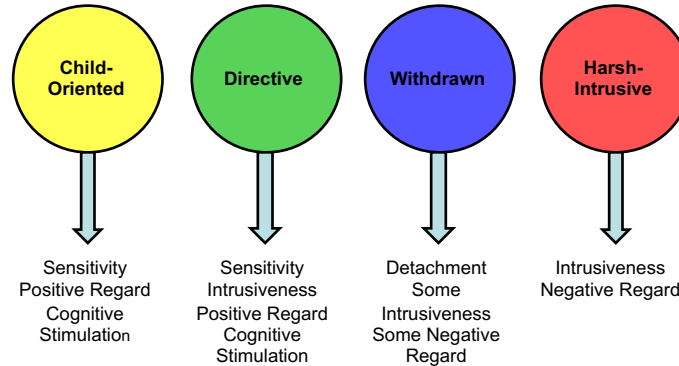 Child-
Oriented
Directive
Withdrawn
Harsh-
Intrusive
Sensitivity
Positive Regard
Cognitive
Stimulation
Sensitivity
Intrusiveness
Positive Regard
Cognitive
Stimulation
Detachment
Some
Intrusiveness
Some Negative
Regard
Intrusiveness
Negative Regard